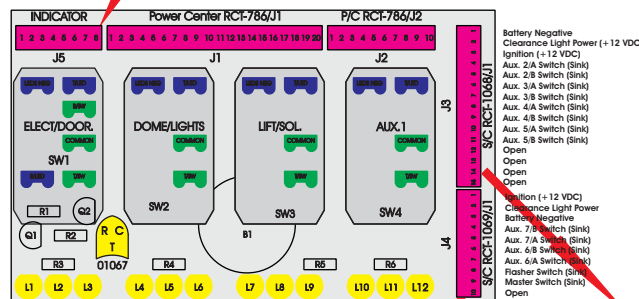 INDICATOR Power Center RCT-786/J1 P/C RCT-786/J2
1 2 3 4 5 6 7 8 1 2 3 4 5 6 7 8 9 10 11 12 13 14 15 16 17 18 19 20 1 2 3 4 5 6 7 8 9 10
J5 J1 J2
J3
S/C RCT-1068/J1
Battery Negative
Clearance Light Power (+12 VDC
Ignition (+12 VDC)
Aux. 2/A Switch (Sink)
Aux. 2/B Switch (Sink)
Aux. 3/A Switch (Sink)
Aux. 3/B Switch (Sink)
Aux. 4/A Switch (Sink)
Aux. 4/B Switch (Sink)
Aux. 5/A Switch (Sink)
Aux. 5/B Switch (Sink)
Open
Open
Open
Open
ELECT/DOOR. DOME/LIGHTS LIFT/SOL. AUX.1
COMMON COMMON COMMON
SW1 SW2 SW3 SW4
B1
R1 Q2
Q1 R2
R C
T
01067
R3 R4 R5 R6
L1 L2 L3 L4 L5 L6 L7 L8 L9 L10 L11 L12
J4
S/C RCT-1069/J1
Ignition (+12 VDC)
Clearance Light Power
Battery Negative
Aux. 7/B Switch (Sink)
Aux. 7/A Switch (Sink)
Aux. 6/B Switch (Sink)
Aux. 6/A Switch (Sink)
Flasher Switch (Sink)
Master Switch (Sink)
Open